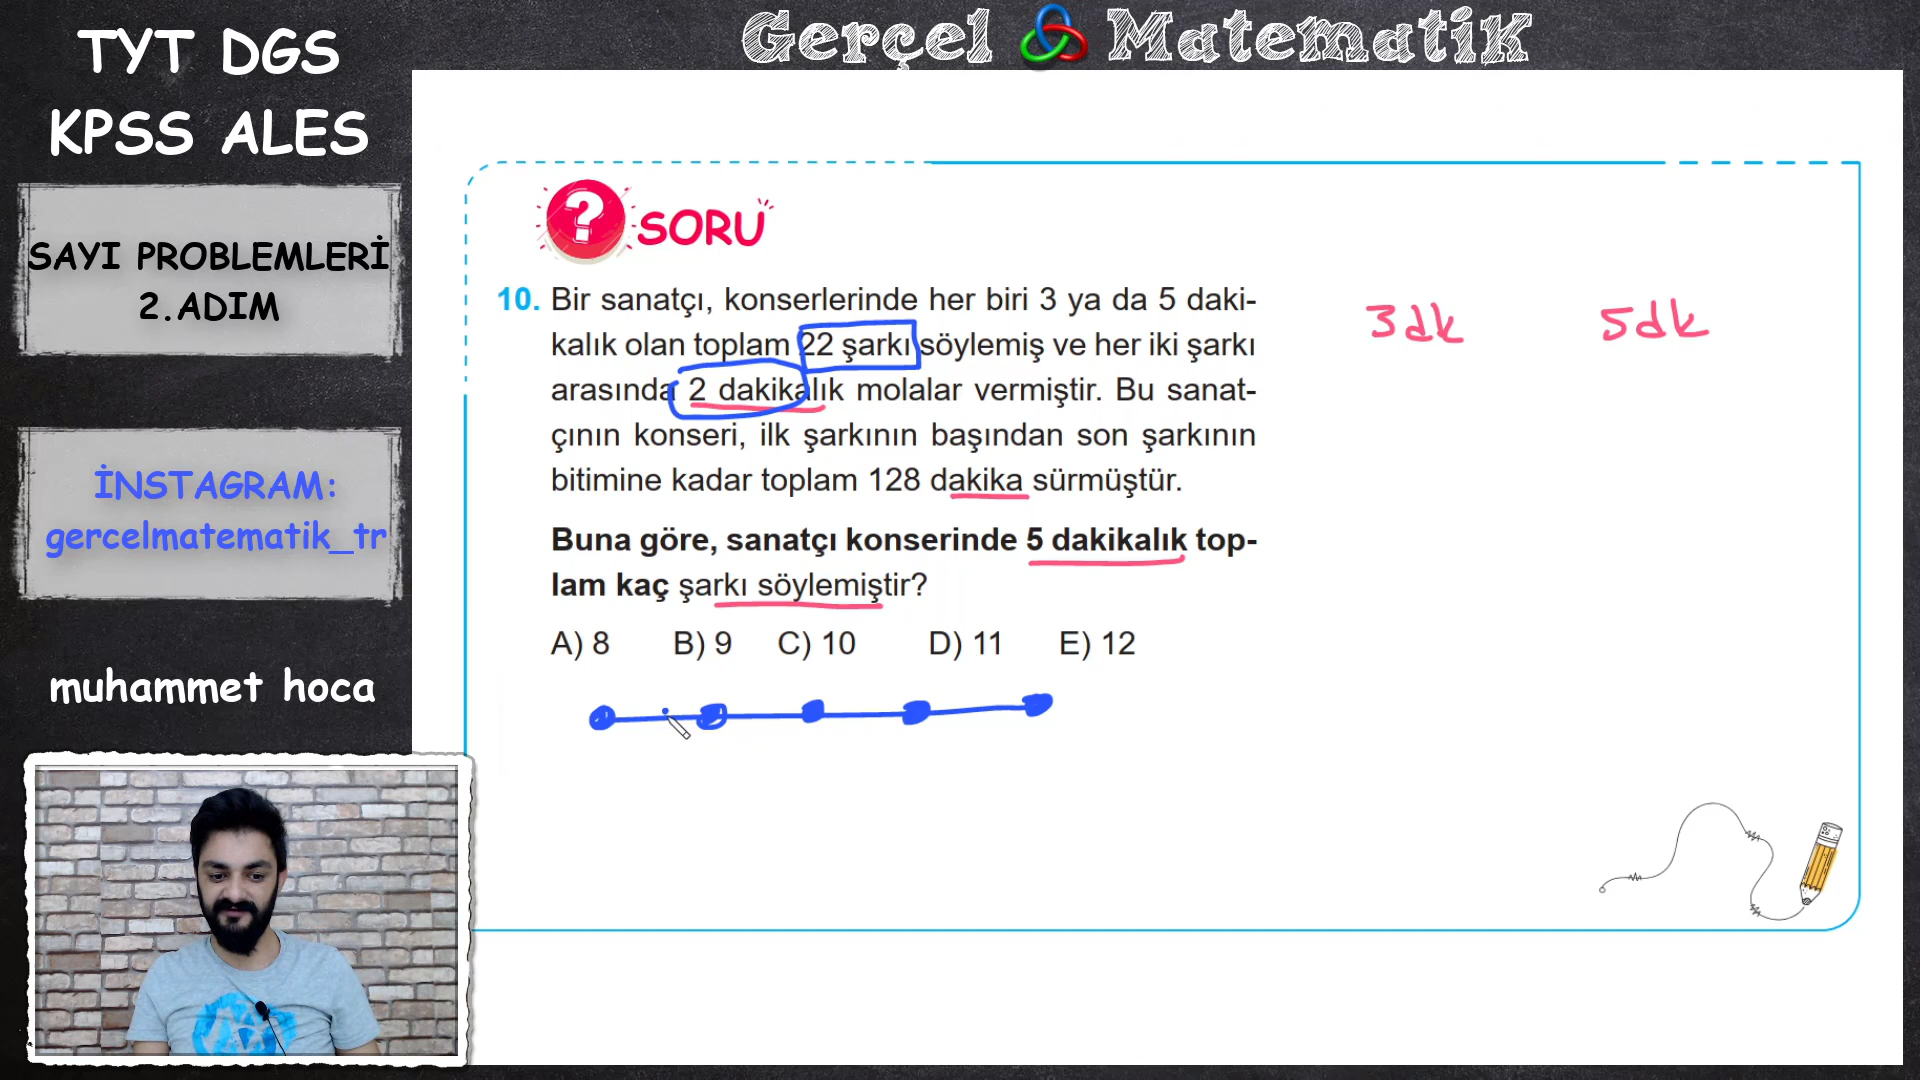 TYT DGS
KPSS ALES
Gerçel Matematik
SAYI PROBLEMLERİ
2.ADIM
İNSTAGRAM:
gercelmatematik_tr
muhammet hoca
? SORU
10. Bir sanatçı, konserlerinde her biri 3 ya da 5 daki-
kalık olan toplam 22 şarkı söylemiş ve her iki şarkı
arasında 2 dakikalık molalar vermiştir. Bu sanat-
çının konseri, ilk şarkının başından son şarkının
bitimine kadar toplam 128 dakika sürmüştür.
Buna göre, sanatçı konserinde 5 dakikalık top-
lam kaç şarkı söylemiştir?
A) 8 B) 9 C) 10 D) 11 E) 12
3dk 5dk